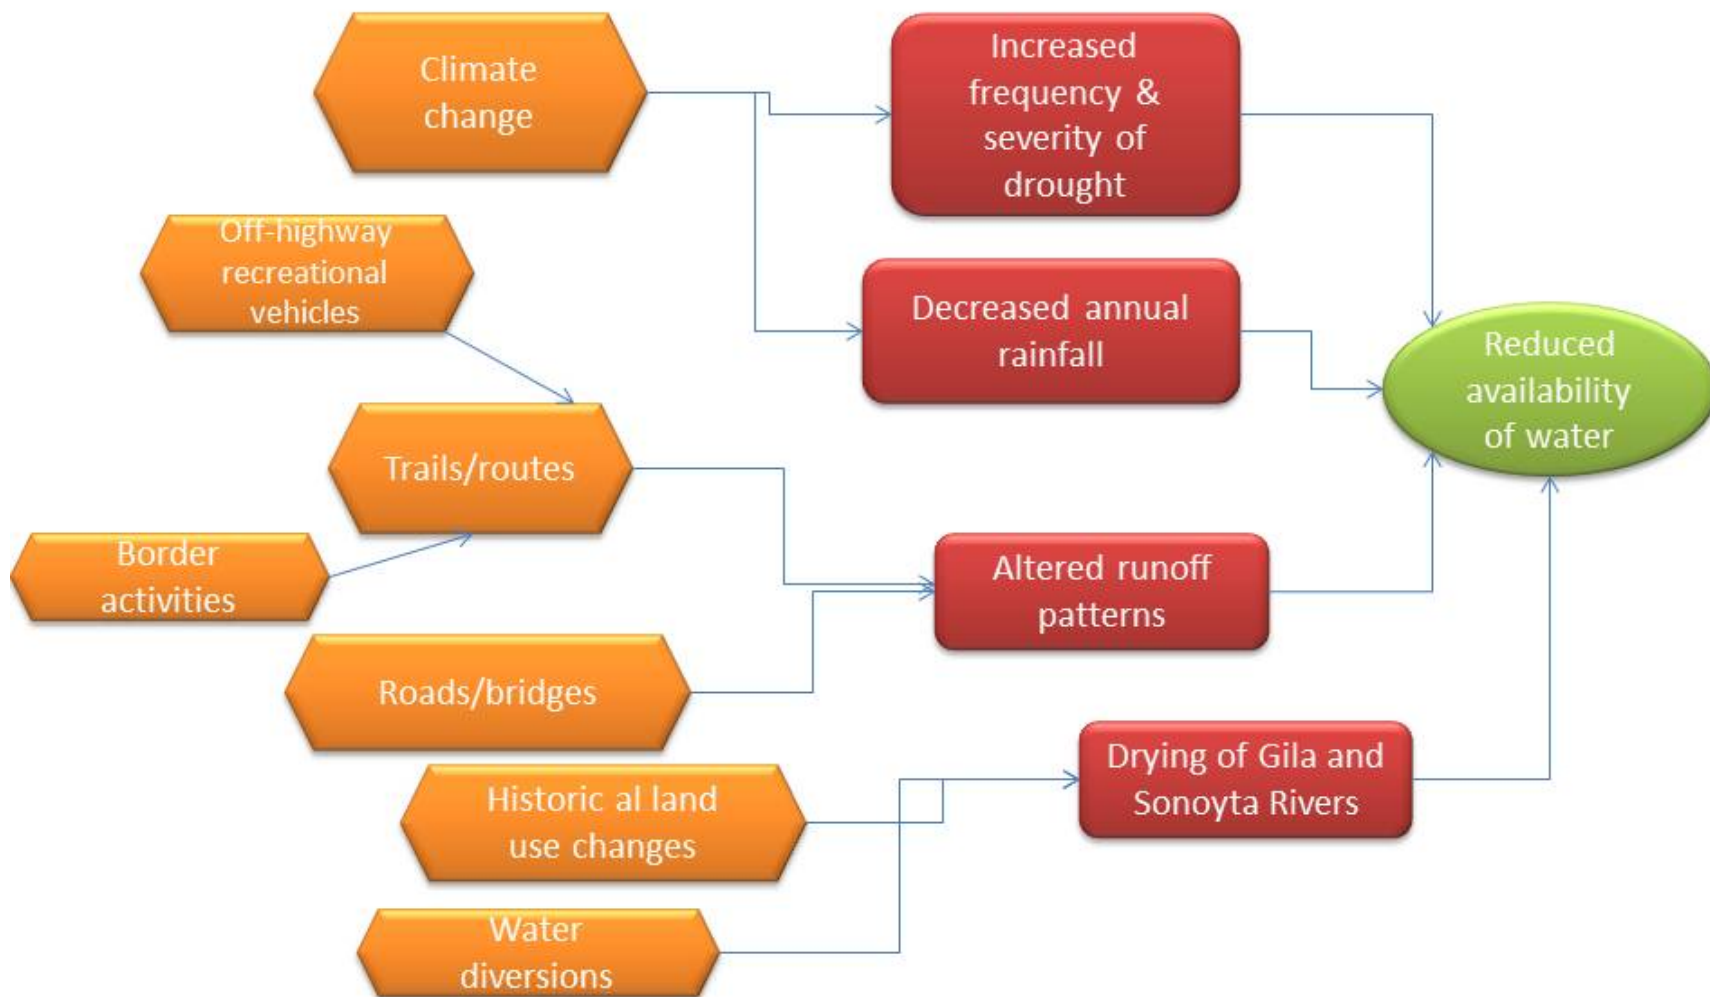 Climate
change
Increased
frequency &
severity of
drought
Off-highway
recreational
vehicles
Decreased annual
rainfall
Reduced
availability
of water
Trails/routes
Border
activities
Altered runoff
patterns
Roads/bridges
Historic al land
use changes
Drying of Gila and
Sonoyta Rivers
Water
diversions